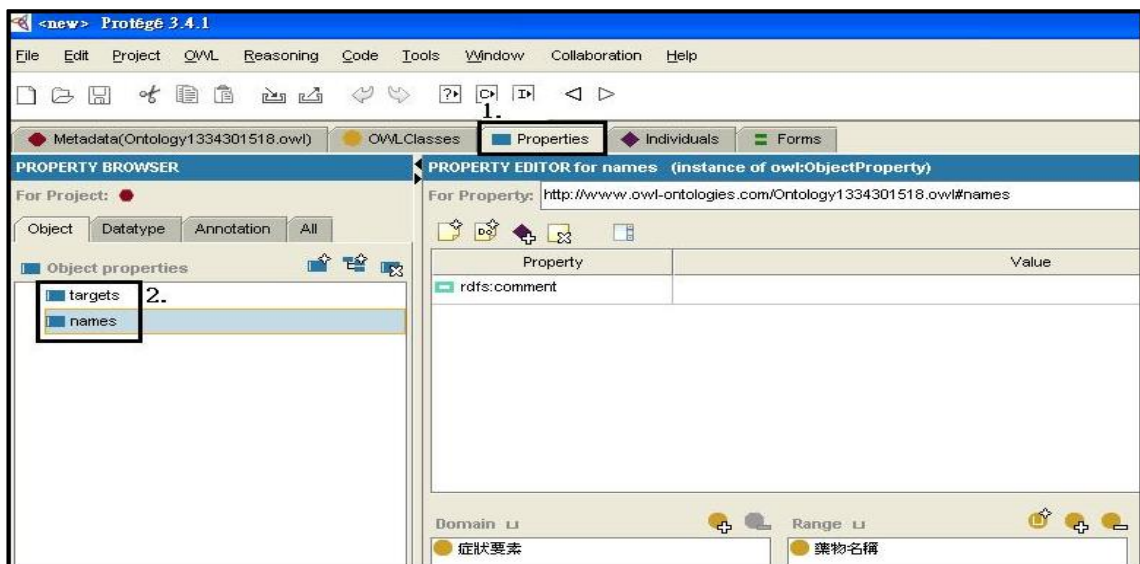 <new> Protégé 3.4.1
File Edit Project OWL Reasoning Code Tools Window Collaboration Help
1.
Metadata(Ontology1334301518.owl) OWLClasses Properties Individuals Forms
PROPERTY BROWSER
PROPERTY EDITOR for names (instance of owl:ObjectProperty)
For Project:
For Property: http://www.owl-ontologies.com/Ontology1334301518.owl#names
Object Datatype Annotation All
Object properties
Property Value
targets 2.
names
rdfs:comment
Domain
Range
症狀要素
藥物名稱